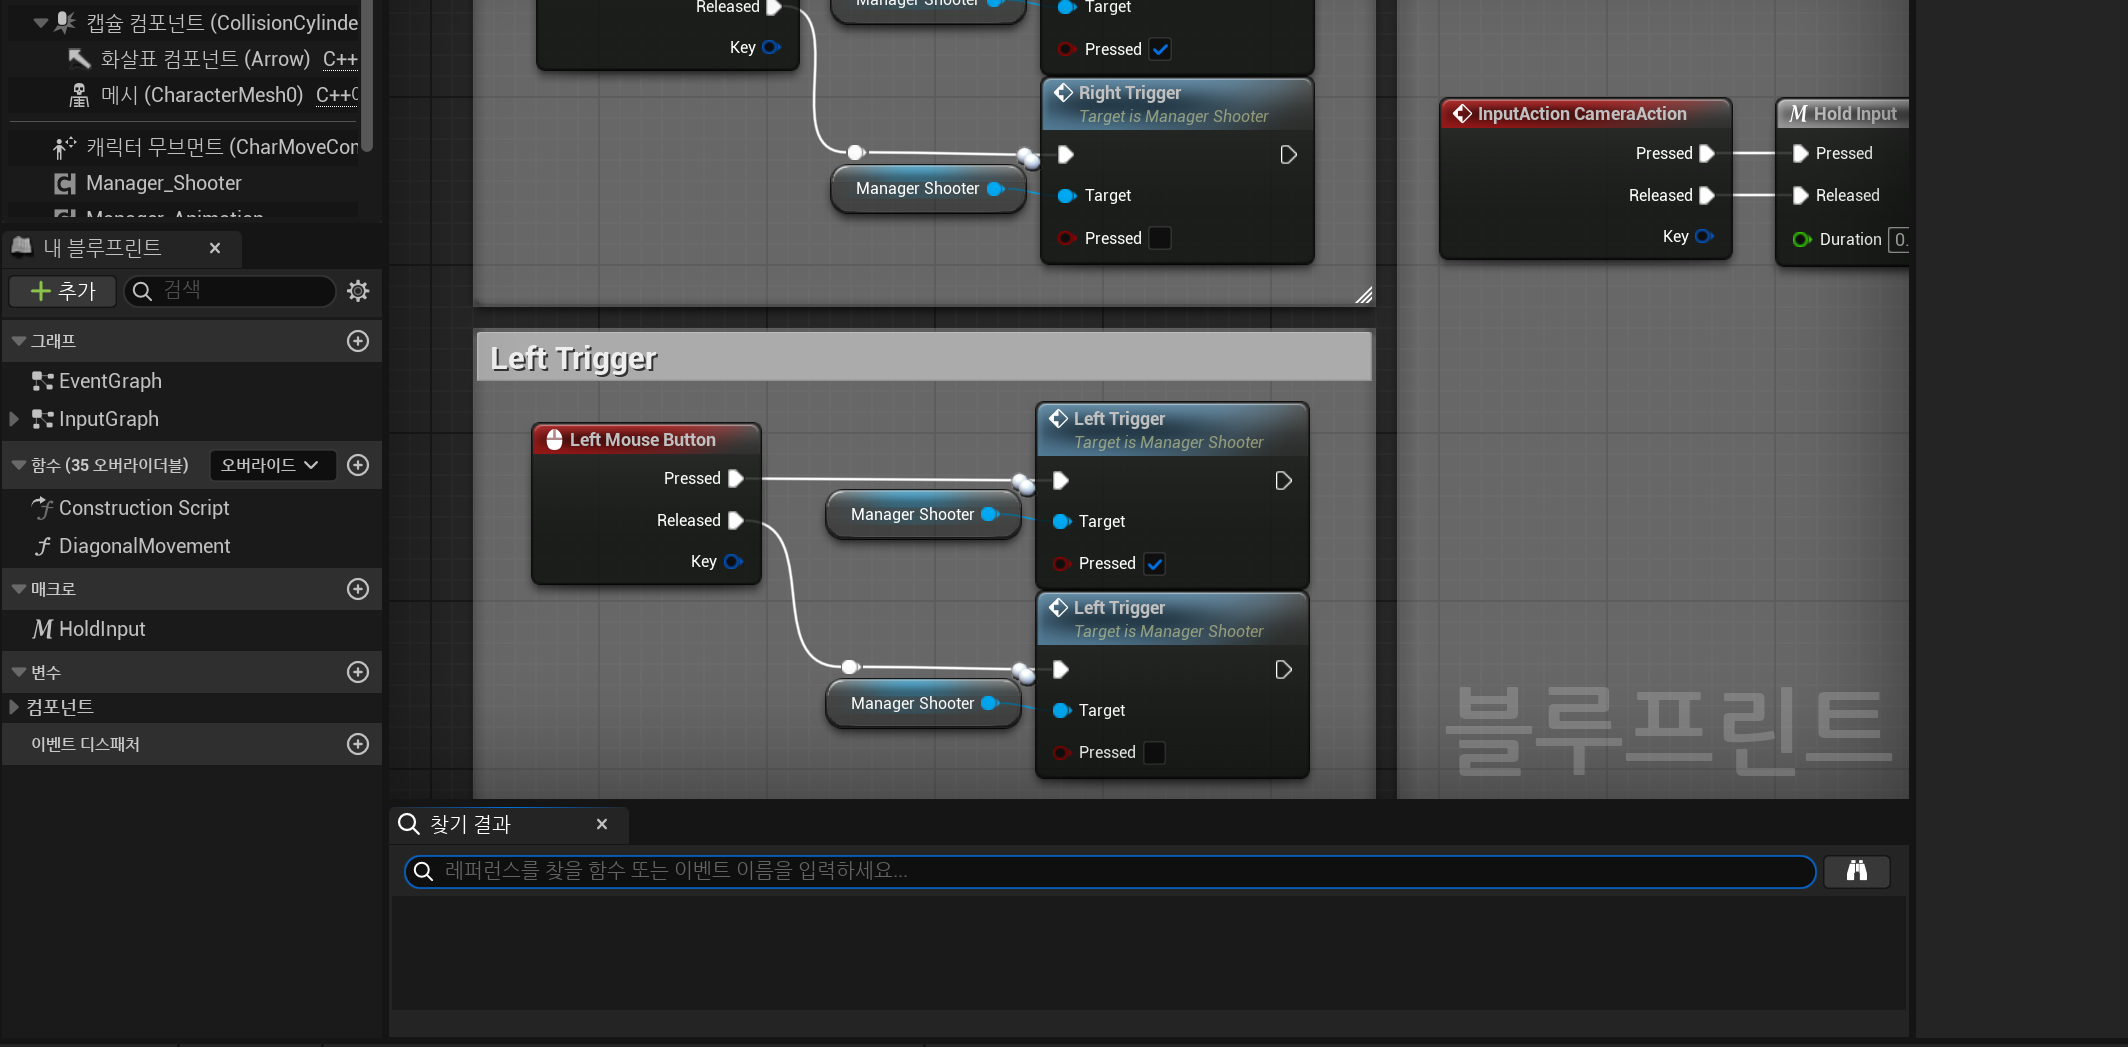 캡슐 컴포넌트 (CollisionCylinde
화살표 컴포넌트 (Arrow) C++
메시 (CharacterMesh0) C++
캐릭터 무브먼트 (CharMoveCom
Manager_Shooter
Manager_Animation
내 블루프린트
추가
검색
그래프
EventGraph
InputGraph
함수 (35 오버라이더블) 오버라이드
Construction Script
DiagonalMovement
매크로
HoldInput
변수
컴포넌트
이벤트 디스패처
Released
Key
Manager Shooter
Target
Pressed
Right Trigger
Target is Manager Shooter
Manager Shooter
Target
Pressed
Left Trigger
Left Mouse Button
Pressed
Released
Key
Manager Shooter
Left Trigger
Target is Manager Shooter
Target
Pressed
Manager Shooter
Left Trigger
Target is Manager Shooter
Target
Pressed
InputAction CameraAction
Pressed
Released
Key
M Hold Input
Pressed
Released
Duration 0.
블루프린트
찾기 결과
레퍼런스를 찾을 함수 또는 이벤트 이름을 입력하세요...